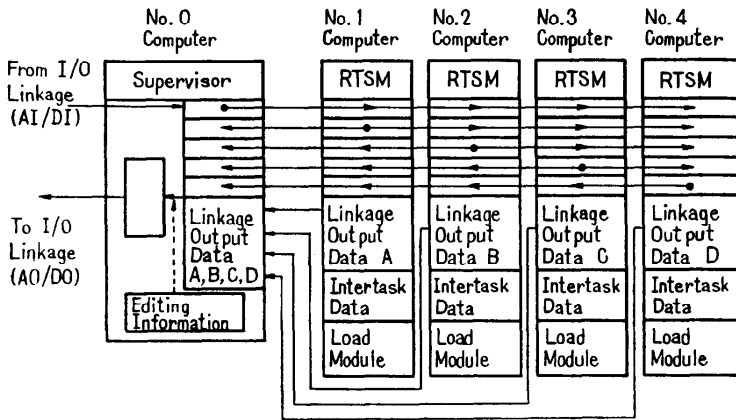 No. 0
Computer
No. 1
Computer
No. 2
Computer
No. 3
Computer
No. 4
Computer
From I/O
Linkage
(AI/DI)
Supervisor
RTSM
RTSM
RTSM
RTSM
To I/O
Linkage
(AO/DO)
Linkage
Output
Data
A,B,C,D
Editing
Information
Linkage
Output
Data A
Intertask
Data
Load
Module
Linkage
Output
Data B
Intertask
Data
Load
Module
Linkage
Output
Data C
Intertask
Data
Load
Module
Linkage
Output
Data D
Intertask
Data
Load
Module